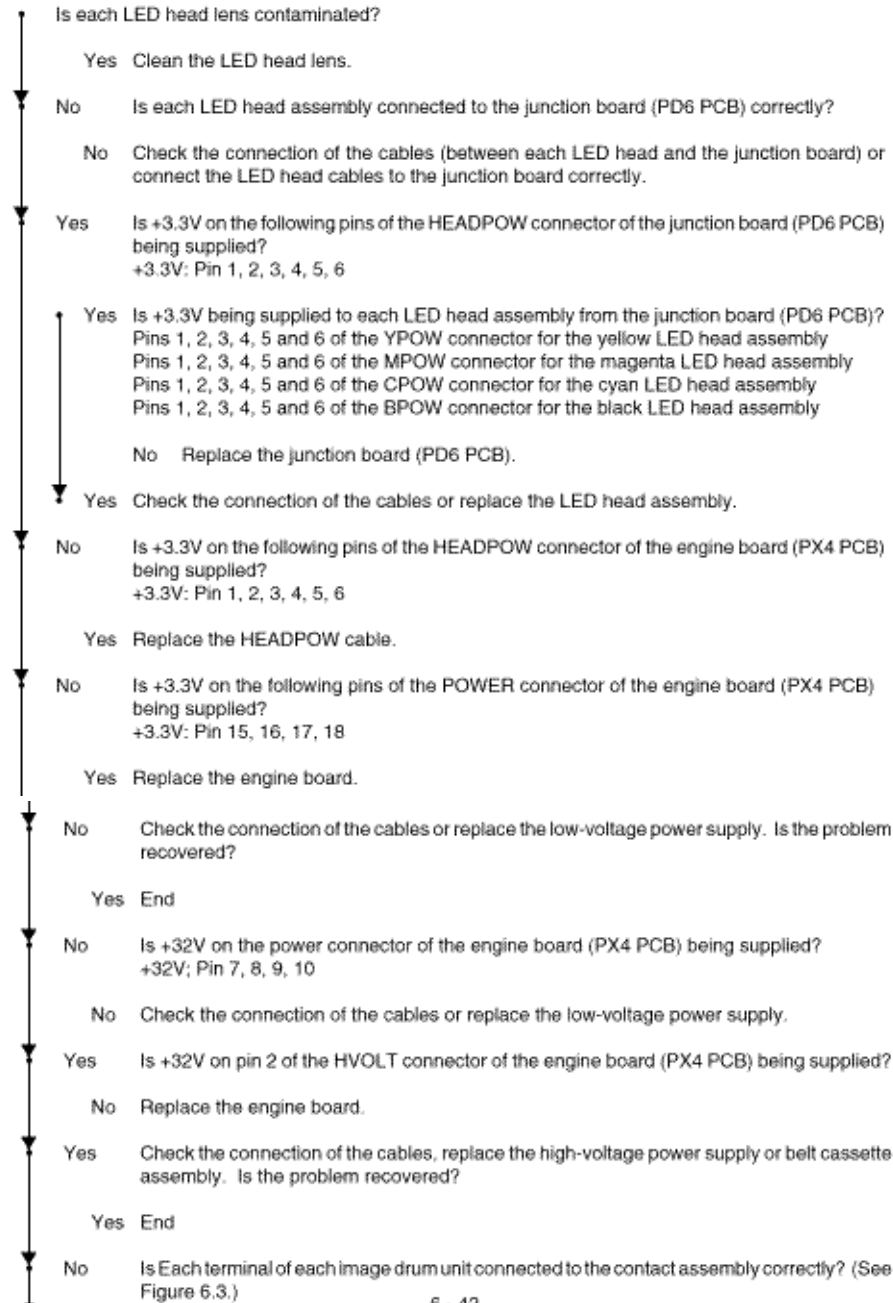 Is each LED head lens contaminated?
Yes Clean the LED head lens.
No Is each LED head assembly connected to the junction board (PD6 PCB) correctly?
No Check the connection of the cables (between each LED head and the junction board) or
connect the LED head cables to the junction board correctly.
Yes Is +3.3V on the following pins of the HEADPOW connector of the junction board (PD6 PCB)
being supplied?
+3.3V: Pin 1, 2, 3, 4, 5, 6
Yes Is +3.3V being supplied to each LED head assembly from the junction board (PD6 PCB)?
Pins 1, 2, 3, 4, 5 and 6 of the YPOW connector for the yellow LED head assembly
Pins 1, 2, 3, 4, 5 and 6 of the MPOW connector for the magenta LED head assembly
Pins 1, 2, 3, 4, 5 and 6 of the CPOW connector for the cyan LED head assembly
Pins 1, 2, 3, 4, 5 and 6 of the BPOW connector for the black LED head assembly
No Replace the junction board (PD6 PCB).
Yes Check the connection of the cables or replace the LED head assembly.
No Is +3.3V on the following pins of the HEADPOW connector of the engine board (PX4 PCB)
being supplied?
+3.3V: Pin 1, 2, 3, 4, 5, 6
Yes Replace the HEADPOW cable.
No Is +3.3V on the following pins of the POWER connector of the engine board (PX4 PCB)
being supplied?
+3.3V: Pin 15, 16, 17, 18
Yes Replace the engine board.
No Check the connection of the cables or replace the low-voltage power supply. Is the problem
recovered?
Yes End
No Is +32V on the power connector of the engine board (PX4 PCB) being supplied?
+32V; Pin 7, 8, 9, 10
No Check the connection of the cables or replace the low-voltage power supply.
Yes Is +32V on pin 2 of the HVOLT connector of the engine board (PX4 PCB) being supplied?
No Replace the engine board.
Yes Check the connection of the cables, replace the high-voltage power supply or belt cassette
assembly. Is the problem recovered?
Yes End
No Is Each terminal of each image drum unit connected to the contact assembly correctly? (See
Figure 6.3.)